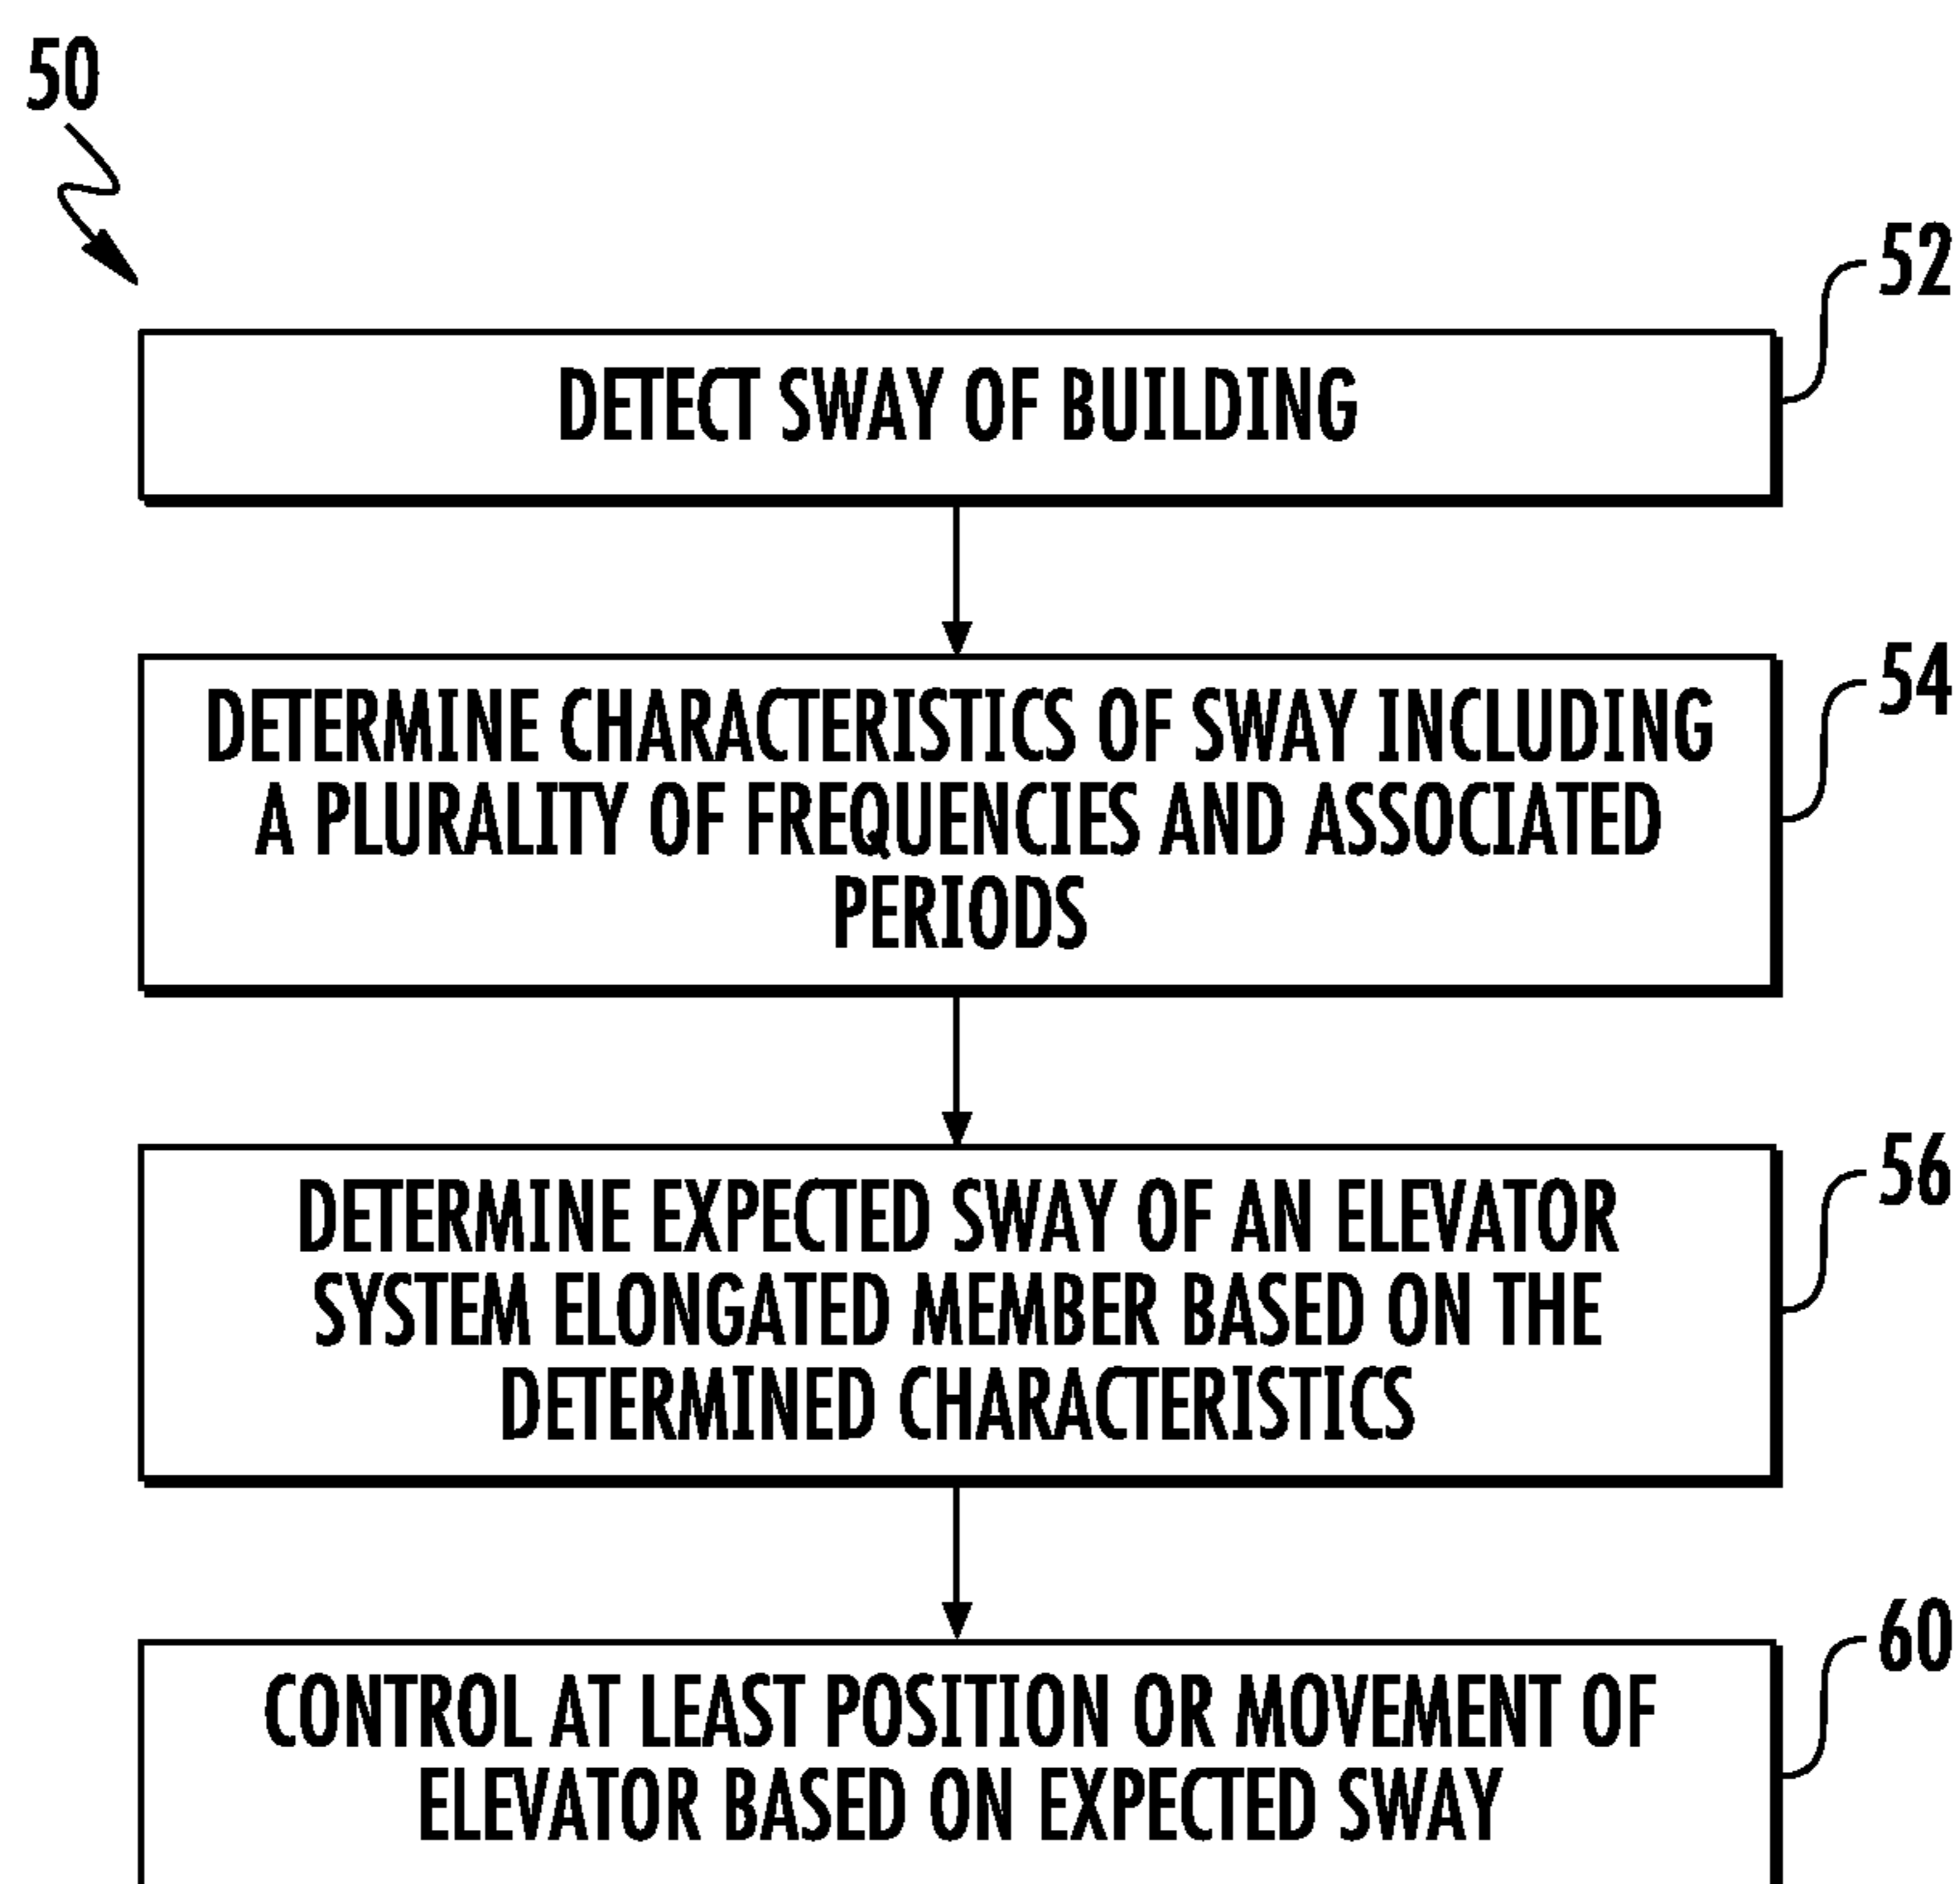 50
52
DETECT SWAY OF BUILDING
54
DETERMINE CHARACTERISTICS OF SWAY INCLUDING
A PLURALITY OF FREQUENCIES AND ASSOCIATED
PERIODS
56
DETERMINE EXPECTED SWAY OF AN ELEVATOR
SYSTEM ELONGATED MEMBER BASED ON THE
DETERMINED CHARACTERISTICS
60
CONTROL AT LEAST POSITION OR MOVEMENT OF
ELEVATOR BASED ON EXPECTED SWAY